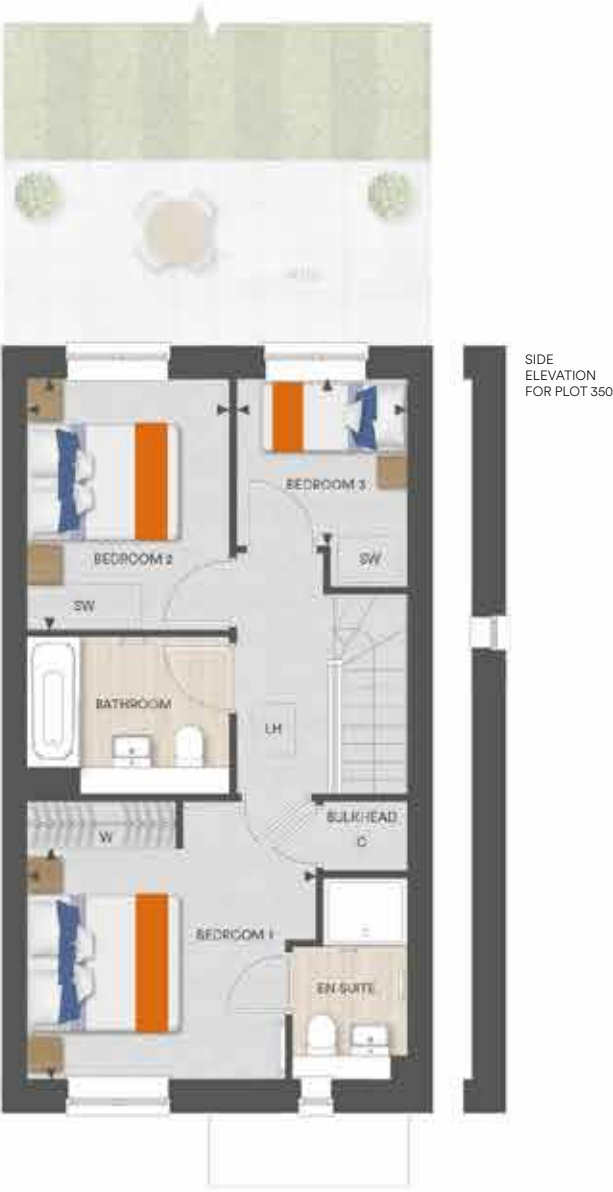 SIDE
ELEVATION
FOR PLOT 350
BEDROOM 3
BEDROOM 2
SW
SW
BATHROOM
LH
BULKHEAD
C
W
BEDROOM 1
EN SUITE